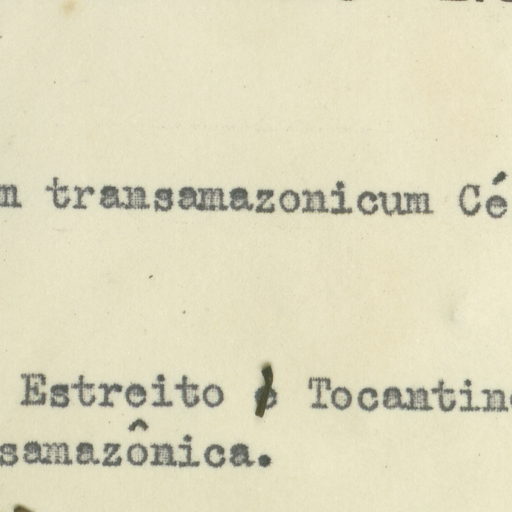 transamazonicum Cé
Estreito e Tocantin
samazônica.